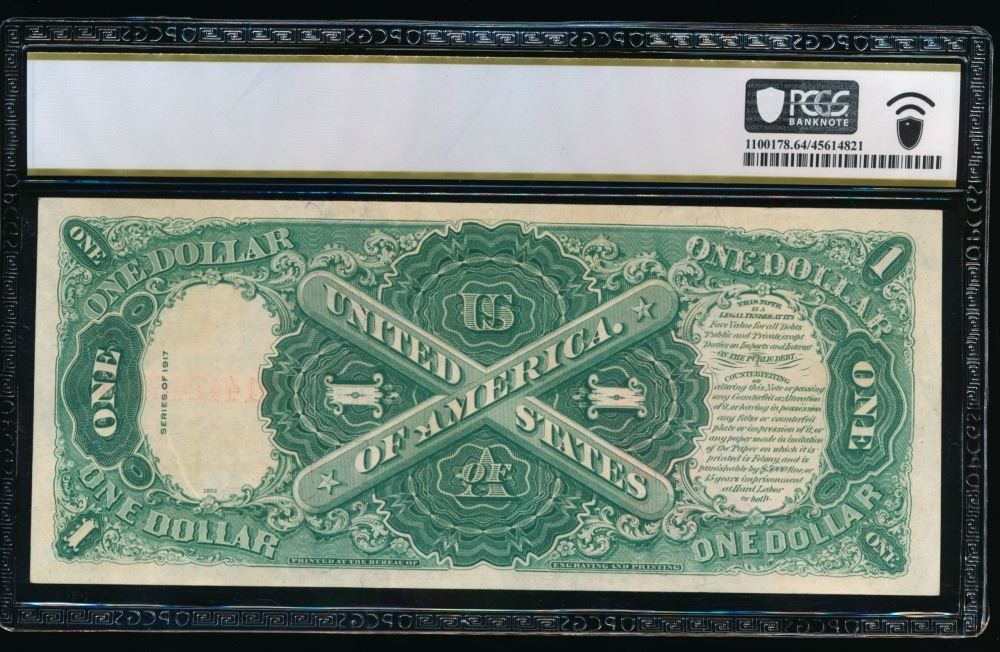 PCGS
BANKNOTE
1100178.64/45614821
ONE
ONE DOLLAR
ONE DOLLAR
1
UNITED STATES
OF AMERICA.
US
OF A
1
1
ONE
SERIES OF 1917
1902
THIS NOTE
IS A
LEGAL TENDER AT ITS
Face Value for all Debts
Public and Private, except
Duties on Imports and Interest
ON THE PUBLIC DEBT.
COUNTERFEITING
OR
altering this Note or passing
any Counterfeit or Alteration
of it, or having in possession
any false or counterfeit
plate or impression of it, or
any paper made in imitation
of the Paper on which it is
printed is Felony, and is
punishable by $5000 fine, or
15 years imprisonment
at Hard Labor
or both.
ONE
1
ONE DOLLAR
PRINTED AT THE BUREAU OF
ENGRAVING AND PRINTING
ONE DOLLAR
ONE